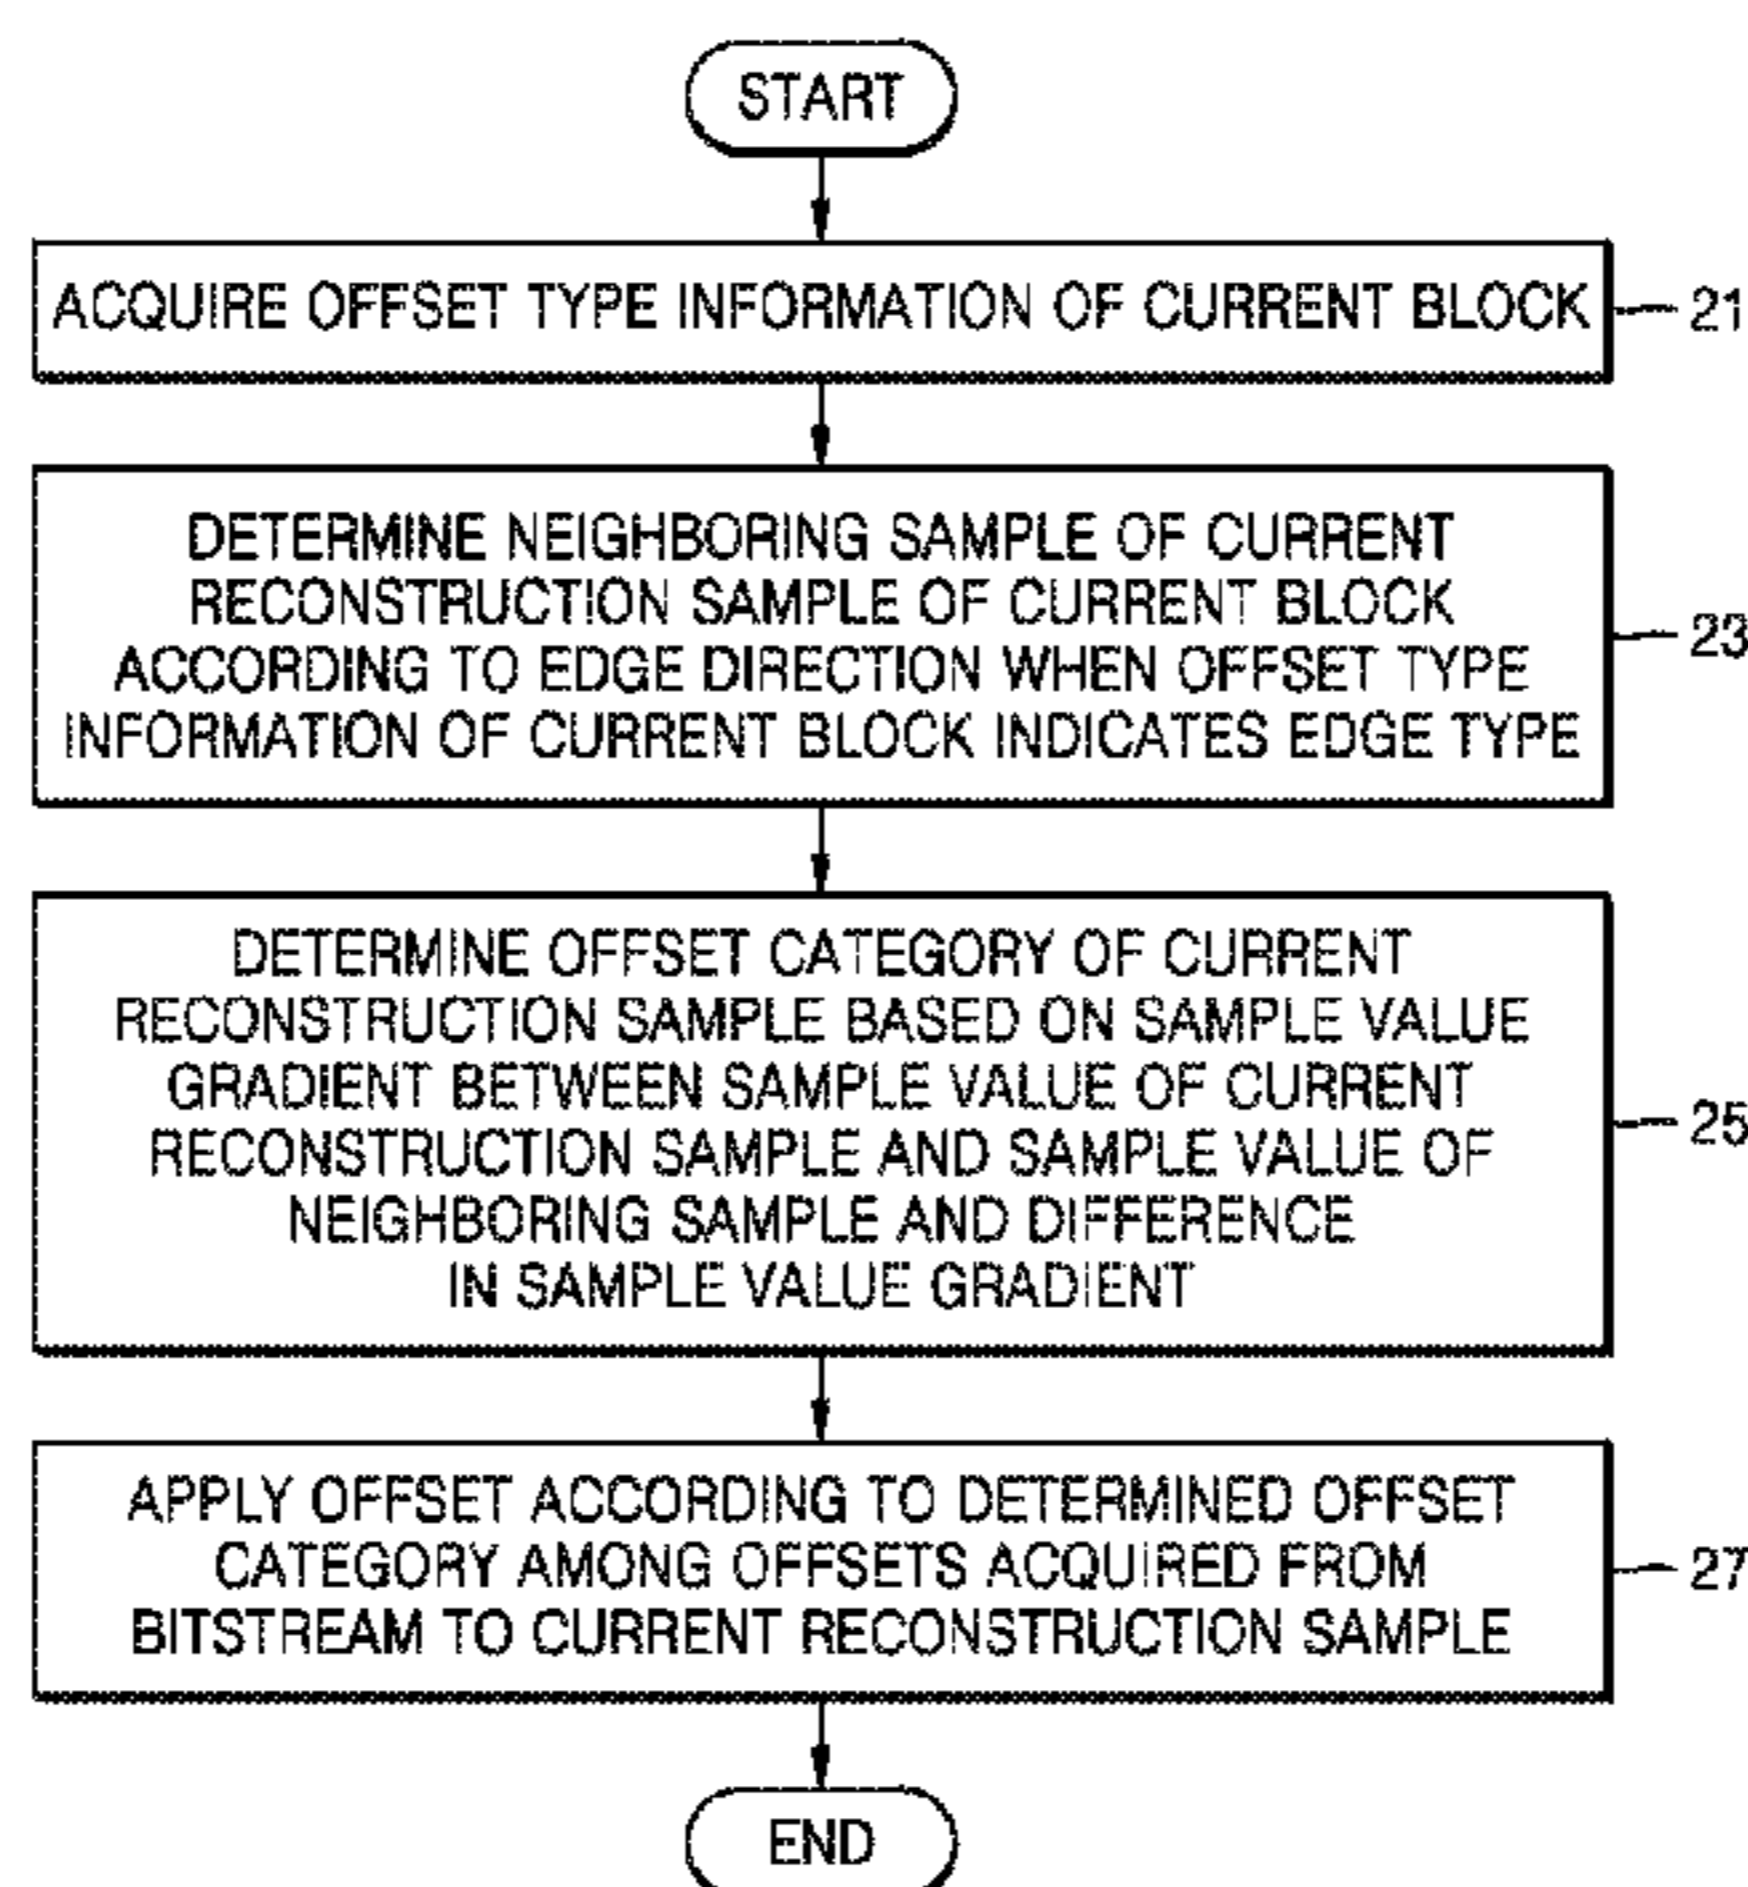 START
ACQUIRE OFFSET TYPE INFORMATION OF CURRENT BLOCK
21
DETERMINE NEIGHBORING SAMPLE OF CURRENT
RECONSTRUCTION SAMPLE OF CURRENT BLOCK
ACCORDING TO EDGE DIRECTION WHEN OFFSET TYPE
INFORMATION OF CURRENT BLOCK INDICATES EDGE TYPE
23
DETERMINE OFFSET CATEGORY OF CURRENT
RECONSTRUCTION SAMPLE BASED ON SAMPLE VALUE
GRADIENT BETWEEN SAMPLE VALUE OF CURRENT
RECONSTRUCTION SAMPLE AND SAMPLE VALUE OF
NEIGHBORING SAMPLE AND DIFFERENCE
IN SAMPLE VALUE GRADIENT
25
APPLY OFFSET ACCORDING TO DETERMINED OFFSET
CATEGORY AMONG OFFSETS ACQUIRED FROM
BITSTREAM TO CURRENT RECONSTRUCTION SAMPLE
27
END